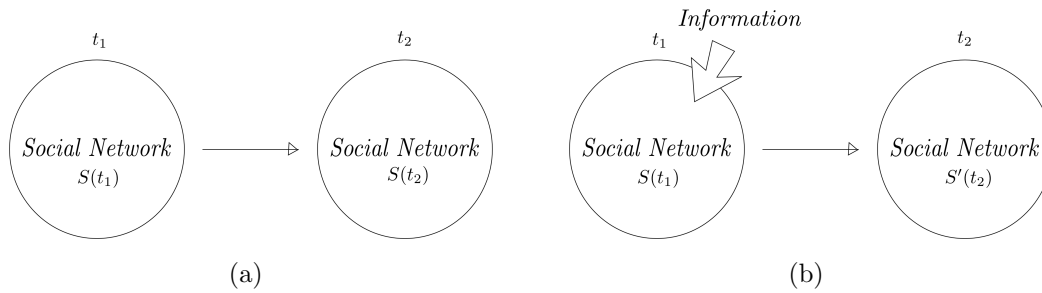 t₁
Social Network
S(t₁)
t₂
Social Network
S(t₂)
(a)
Information
t₁
Social Network
S(t₁)
t₂
Social Network
S′(t₂)
(b)